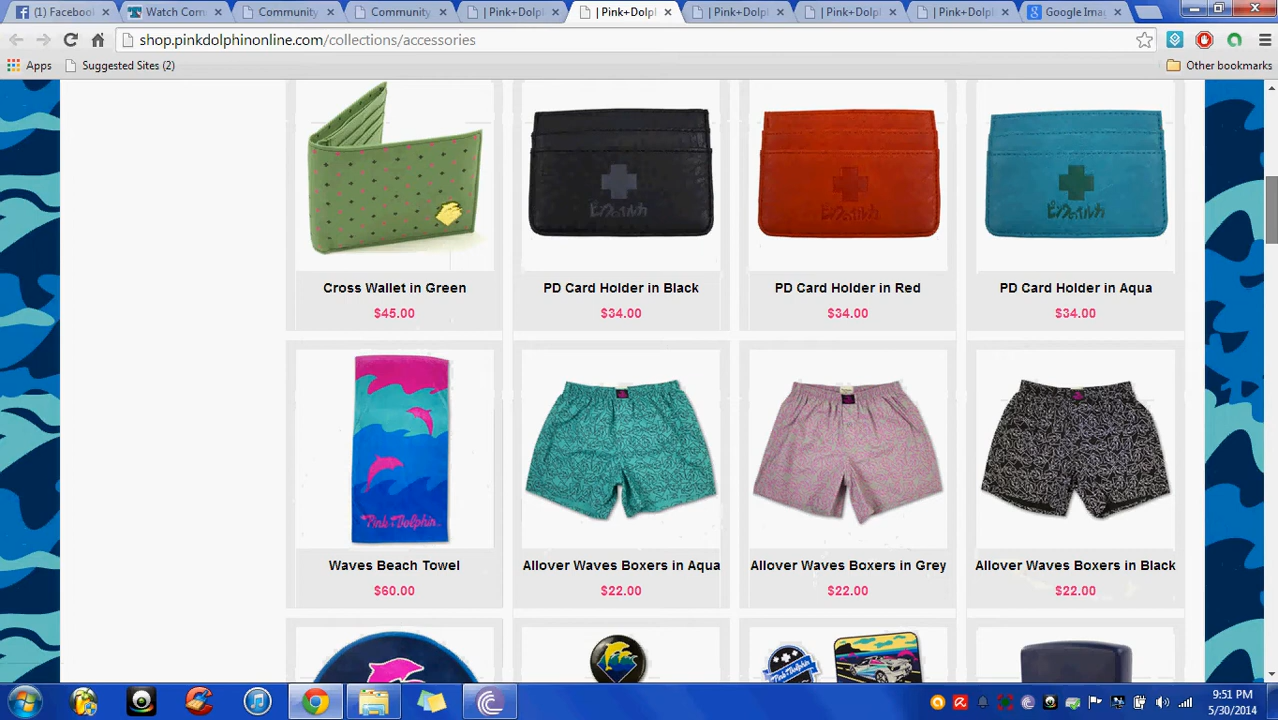 (1) Facebook
Watch Com
Community
Community
| Pink+Dolp
| Pink+Dolp
| Pink+Dolp
| Pink+Dolp
| Pink+Dolp
Google Ima
shop.pinkdolphinonline.com/collections/accessories
Apps
Suggested Sites (2)
Other bookmarks
Cross Wallet in Green
$45.00
PD Card Holder in Black
$34.00
PD Card Holder in Red
$34.00
PD Card Holder in Aqua
$34.00
Pink+Dolphin
Waves Beach Towel
$60.00
Allover Waves Boxers in Aqua
$22.00
Allover Waves Boxers in Grey
$22.00
Allover Waves Boxers in Black
$22.00
9:51 PM
5/30/2014